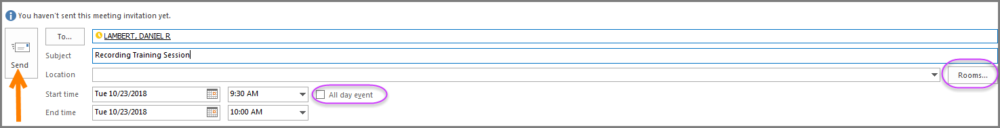 You haven't sent this meeting invitation yet.
To... LAMBERT, DANIEL R
Subject Recording Training Session
Send
Location Rooms...
Start time Tue 10/23/2018 9:30 AM All day event
End time Tue 10/23/2018 10:00 AM